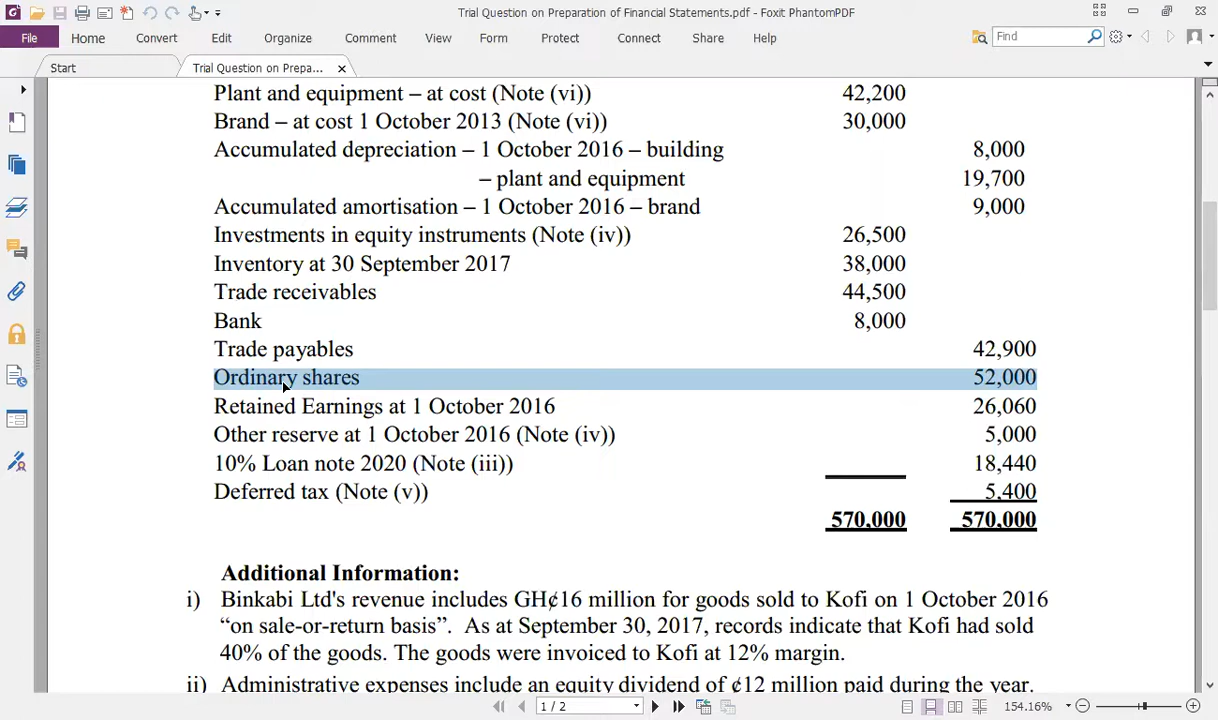 Trial Question on Preparation of Financial Statements.pdf - Foxit PhantomPDF
File Home Convert Edit Organize Comment View Form Protect Connect Share Help Find
Start Trial Question on Prepa...
Plant and equipment – at cost (Note (vi)) 42,200
Brand – at cost 1 October 2013 (Note (vi)) 30,000
Accumulated depreciation – 1 October 2016 – building 8,000
– plant and equipment 19,700
Accumulated amortisation – 1 October 2016 – brand 9,000
Investments in equity instruments (Note (iv)) 26,500
Inventory at 30 September 2017 38,000
Trade receivables 44,500
Bank 8,000
Trade payables 42,900
Ordinary shares 52,000
Retained Earnings at 1 October 2016 26,060
Other reserve at 1 October 2016 (Note (iv)) 5,000
10% Loan note 2020 (Note (iii)) 18,440
Deferred tax (Note (v)) 5,400
570,000 570,000
Additional Information:
i) Binkabi Ltd's revenue includes GH¢16 million for goods sold to Kofi on 1 October 2016
“on sale-or-return basis”. As at September 30, 2017, records indicate that Kofi had sold
40% of the goods. The goods were invoiced to Kofi at 12% margin.
ii) Administrative expenses include an equity dividend of ¢12 million paid during the year.
1 / 2 154.16%